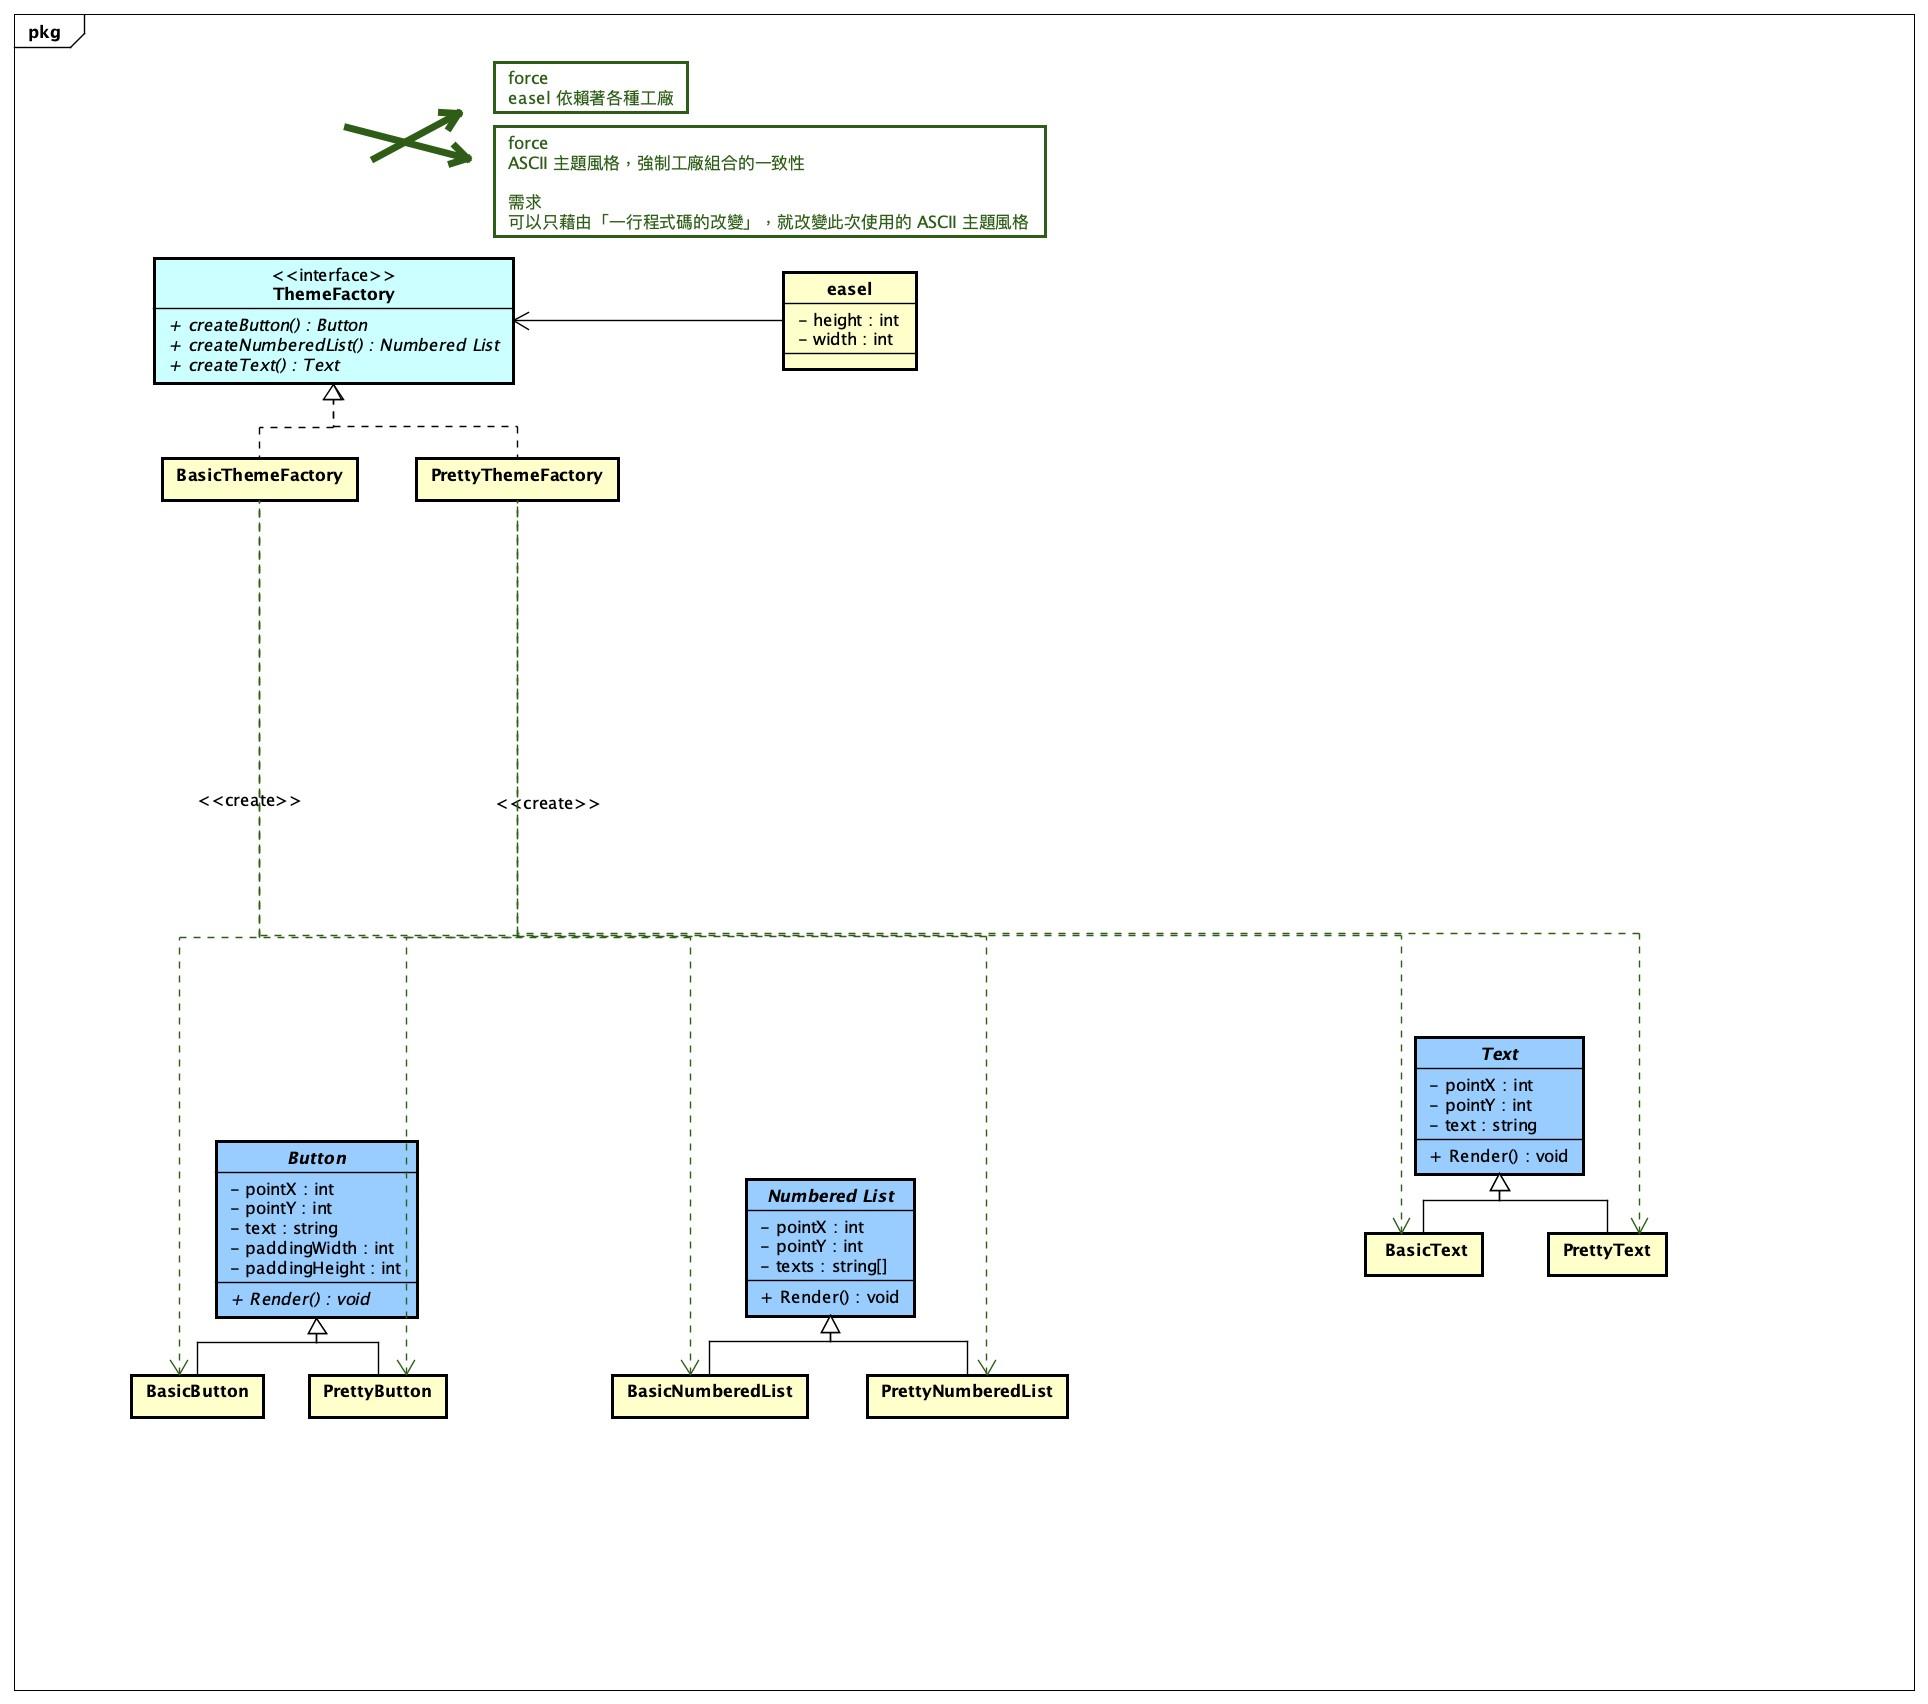 pkg
force
easel 依賴著各種工廠
force
ASCII 主題風格，強制工廠組合的一致性
需求
可以只藉由「一行程式碼的改變」，就改變此次使用的 ASCII 主題風格
<<interface>>
ThemeFactory
+ createButton() : Button
+ createNumberedList() : Numbered List
+ createText() : Text
easel
- height : int
- width : int
BasicThemeFactory
PrettyThemeFactory
<<create>>
<<create>>
Text
- pointX : int
- pointY : int
- text : string
+ Render() : void
Button
- pointX : int
- pointY : int
- text : string
- paddingWidth : int
- paddingHeight : int
+ Render() : void
Numbered List
- pointX : int
- pointY : int
- texts : string[]
+ Render() : void
BasicText
PrettyText
BasicButton
PrettyButton
BasicNumberedList
PrettyNumberedList